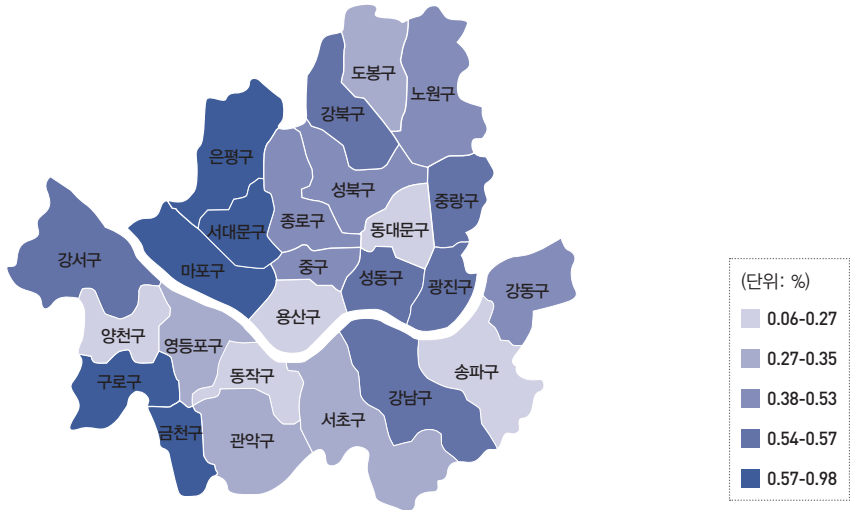 도봉구
노원구
강북구
은평구
성북구
중랑구
종로구
동대문구
서대문구
강서구
마포구
중구
성동구
광진구
강동구
용산구
양천구
영등포구
동작구
송파구
구로구
강남구
서초구
금천구
관악구
(단위: %)
0.06-0.27
0.27-0.35
0.38-0.53
0.54-0.57
0.57-0.98